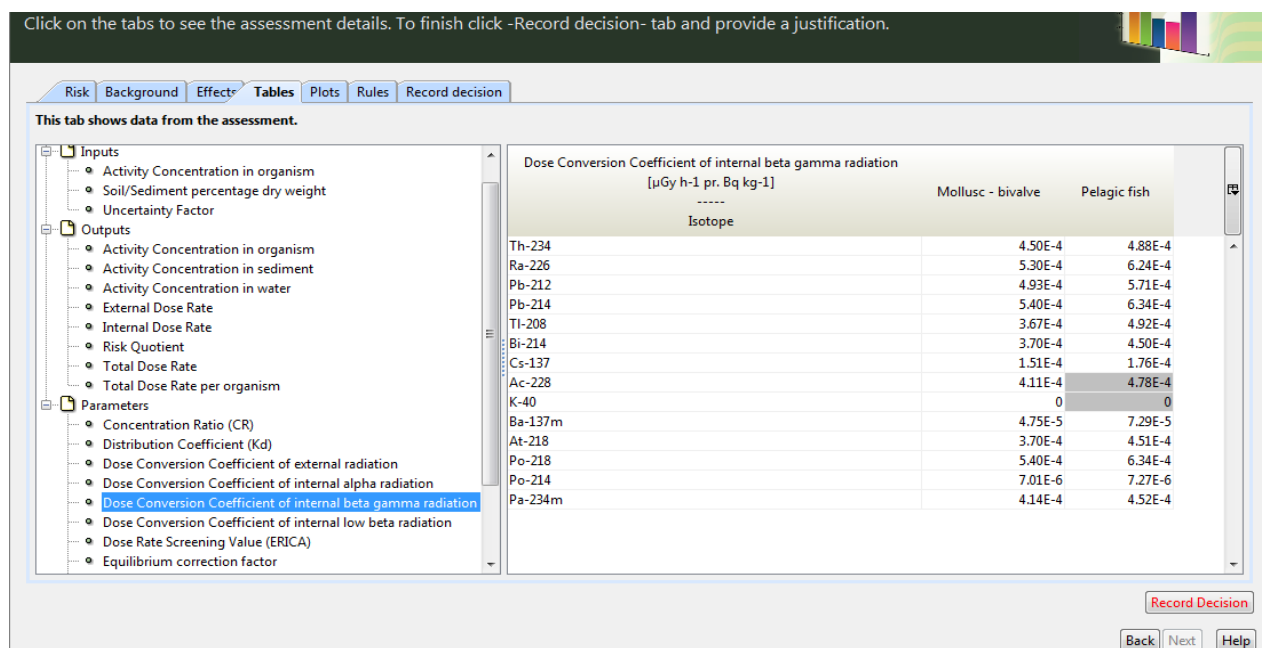 Click on the tabs to see the assessment details. To finish click -Record decision- tab and provide a justification.
Risk Background Effects Tables Plots Rules Record decision
This tab shows data from the assessment.
Inputs
Activity Concentration in organism
Soil/Sediment percentage dry weight
Uncertainty Factor
Outputs
Activity Concentration in organism
Activity Concentration in sediment
Activity Concentration in water
External Dose Rate
Internal Dose Rate
Risk Quotient
Total Dose Rate
Total Dose Rate per organism
Parameters
Concentration Ratio (CR)
Distribution Coefficient (Kd)
Dose Conversion Coefficient of external radiation
Dose Conversion Coefficient of internal alpha radiation
Dose Conversion Coefficient of internal beta gamma radiation
Dose Conversion Coefficient of internal low beta radiation
Dose Rate Screening Value (ERICA)
Equilibrium correction factor
Dose Conversion Coefficient of internal beta gamma radiation
[µGy h-1 pr. Bq kg-1]
-----
Isotope
Mollusc - bivalve Pelagic fish
Th-234 4.50E-4 4.88E-4
Ra-226 5.30E-4 6.24E-4
Pb-212 4.93E-4 5.71E-4
Pb-214 5.40E-4 6.34E-4
Tl-208 3.67E-4 4.92E-4
Bi-214 3.70E-4 4.50E-4
Cs-137 1.51E-4 1.76E-4
Ac-228 4.11E-4 4.78E-4
K-40 0 0
Ba-137m 4.75E-5 7.29E-5
At-218 3.70E-4 4.51E-4
Po-218 5.40E-4 6.34E-4
Po-214 7.01E-6 7.27E-6
Pa-234m 4.14E-4 4.52E-4
Record Decision
Back Next Help